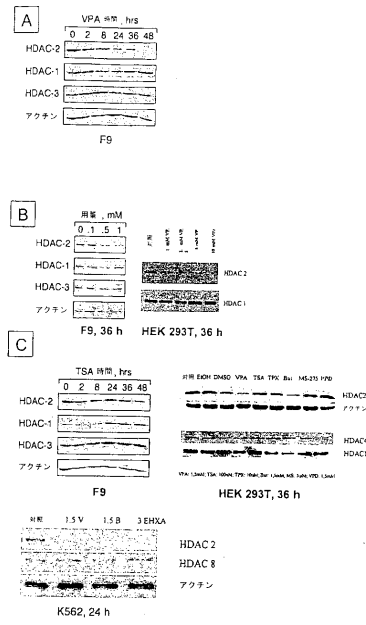 A
VPA 時間, hrs
0 2 8 24 36 48
HDAC-2
HDAC-1
HDAC-3
アクチン
F9
B
用量, mM
0 .1 .5 1
HDAC-2
HDAC-1
HDAC-3
アクチン
F9, 36 h
対照
HDAC 2
HDAC 1
HEK 293T, 36 h
C
TSA 時間, hrs
0 2 8 24 36 48
HDAC-2
HDAC-1
HDAC-3
アクチン
F9
対照 EtOH DMSO VPA TSA TPX But MS-275 VPD
HDAC2
アクチン
HDAC
HDAC
HEK 293T, 36 h
対照 1.5 V 1.5 B 3 EHXA
HDAC 2
HDAC 8
アクチン
K562, 24 h